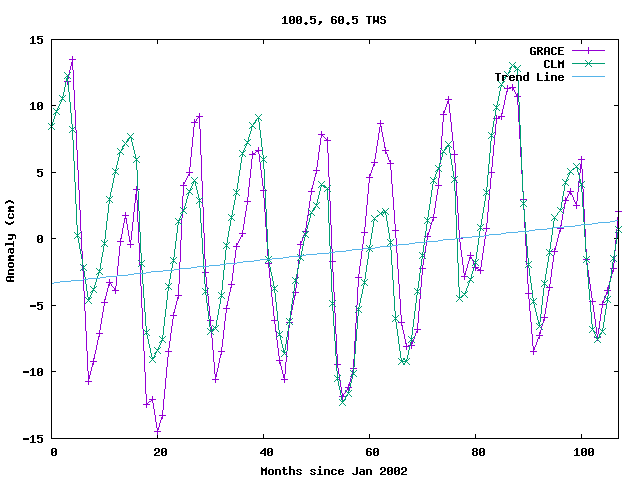 100.5, 60.5 TWS
GRACE
CLM
Trend Line
15
10
5
0
-5
-10
-15
Anomaly (cm)
0 20 40 60 80 100
Months since Jan 2002